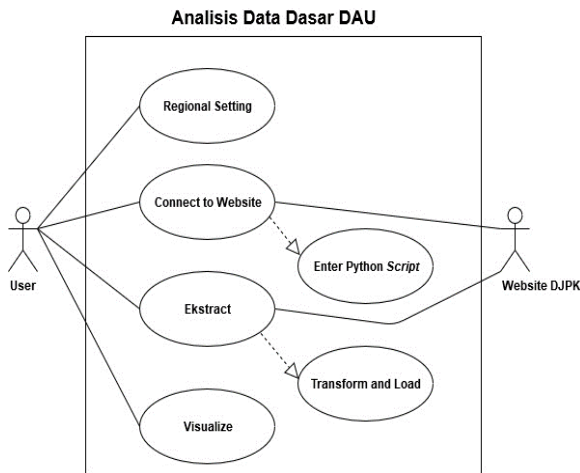 Analisis Data Dasar DAU
Regional Setting
Connect to Website
Enter Python Script
User
Website DJPK
Ekstract
Transform and Load
Visualize